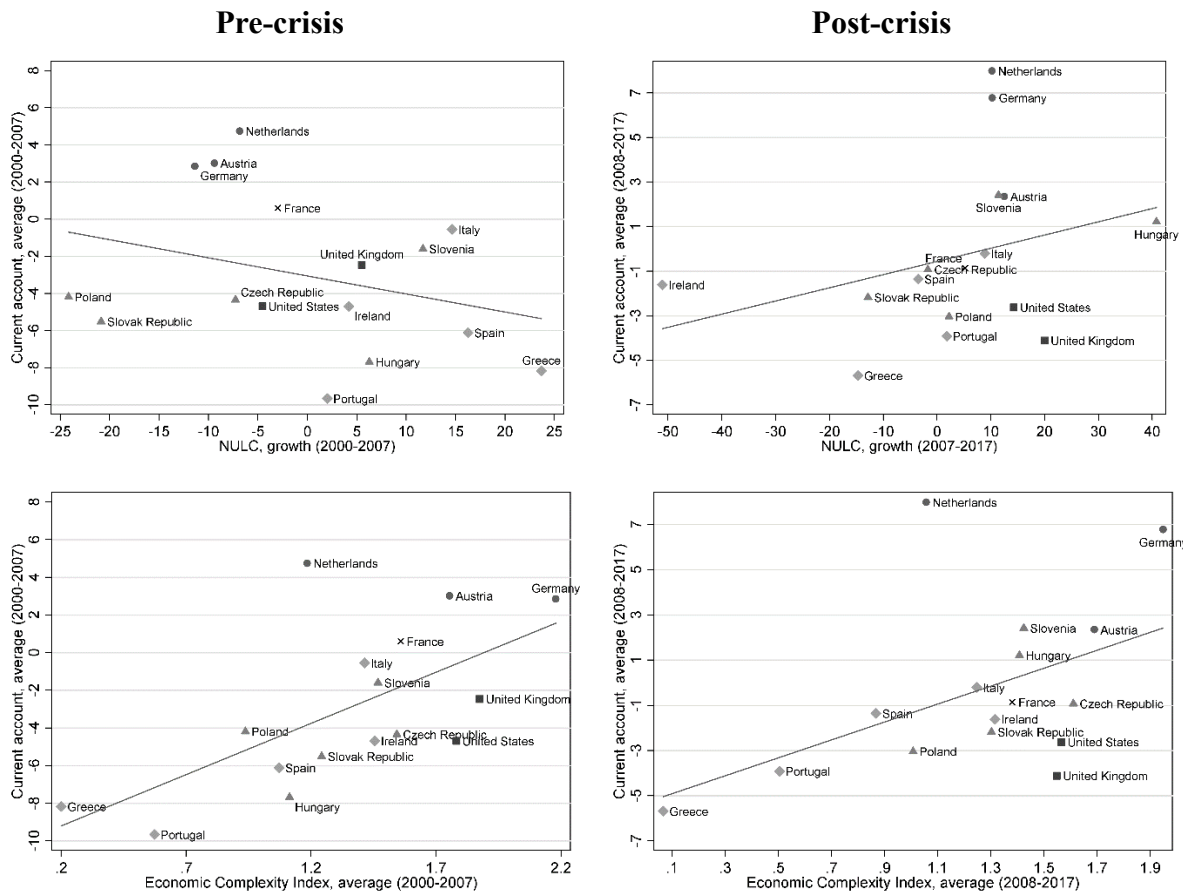 Pre-crisis
Post-crisis
Current account, average (2000-2007)
8
6
4
2
0
-2
-4
-6
-8
-10
Netherlands
Austria
Germany
France
Italy
Slovenia
United Kingdom
Poland
Czech Republic
United States
Slovak Republic
Ireland
Spain
Hungary
Greece
Portugal
-25 -20 -15 -10 -5 0 5 10 15 20 25
NULC, growth (2000-2007)
Current account, average (2008-2017)
7
5
3
1
-1
-3
-5
-7
Netherlands
Germany
Austria
Slovenia
Hungary
France
Italy
Czech Republic
Spain
Ireland
Slovak Republic
United States
Poland
Portugal
United Kingdom
Greece
-50 -40 -30 -20 -10 0 10 20 30 40
NULC, growth (2007-2017)
Current account, average (2000-2007)
8
6
4
2
0
-2
-4
-6
-8
-10
Netherlands
Germany
Austria
France
Italy
Slovenia
United Kingdom
Poland
Czech Republic
Ireland
United States
Slovak Republic
Spain
Hungary
Greece
Portugal
.2 .7 1.2 1.7 2.2
Economic Complexity Index, average (2000-2007)
Current account, average (2008-2017)
7
5
3
1
-1
-3
-5
-7
Netherlands
Germany
Slovenia
Austria
Hungary
Italy
France
Czech Republic
Spain
Ireland
Slovak Republic
United States
Poland
Portugal
United Kingdom
Greece
.1 .3 .5 .7 .9 1.1 1.3 1.5 1.7 1.9
Economic Complexity Index, average (2008-2017)